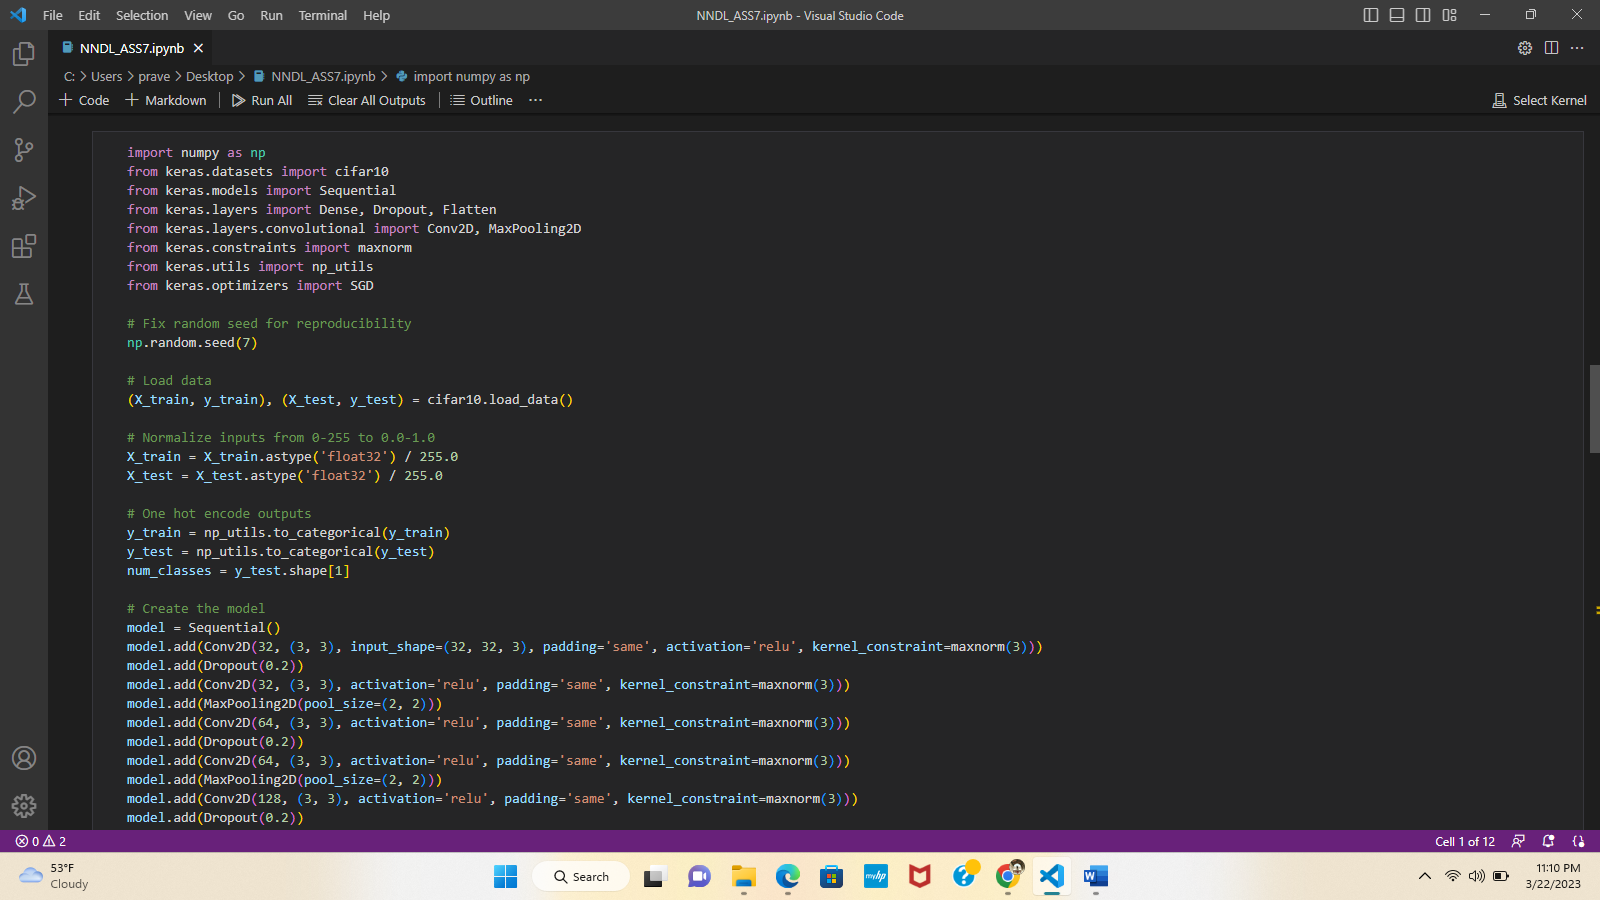 File Edit Selection View Go Run Terminal Help NNDL_ASS7.ipynb - Visual Studio Code
NNDL_ASS7.ipynb
C: > Users > prave > Desktop > NNDL_ASS7.ipynb > import numpy as np
+ Code + Markdown Run All Clear All Outputs Outline ... Select Kernel
import numpy as np
from keras.datasets import cifar10
from keras.models import Sequential
from keras.layers import Dense, Dropout, Flatten
from keras.layers.convolutional import Conv2D, MaxPooling2D
from keras.constraints import maxnorm
from keras.utils import np_utils
from keras.optimizers import SGD
# Fix random seed for reproducibility
np.random.seed(7)
# Load data
(X_train, y_train), (X_test, y_test) = cifar10.load_data()
# Normalize inputs from 0-255 to 0.0-1.0
X_train = X_train.astype('float32') / 255.0
X_test = X_test.astype('float32') / 255.0
# One hot encode outputs
y_train = np_utils.to_categorical(y_train)
y_test = np_utils.to_categorical(y_test)
num_classes = y_test.shape[1]
# Create the model
model = Sequential()
model.add(Conv2D(32, (3, 3), input_shape=(32, 32, 3), padding='same', activation='relu', kernel_constraint=maxnorm(3)))
model.add(Dropout(0.2))
model.add(Conv2D(32, (3, 3), activation='relu', padding='same', kernel_constraint=maxnorm(3)))
model.add(MaxPooling2D(pool_size=(2, 2)))
model.add(Conv2D(64, (3, 3), activation='relu', padding='same', kernel_constraint=maxnorm(3)))
model.add(Dropout(0.2))
model.add(Conv2D(64, (3, 3), activation='relu', padding='same', kernel_constraint=maxnorm(3)))
model.add(MaxPooling2D(pool_size=(2, 2)))
model.add(Conv2D(128, (3, 3), activation='relu', padding='same', kernel_constraint=maxnorm(3)))
model.add(Dropout(0.2))
0 2 Cell 1 of 12
53°F
Cloudy
Search
myhp
11:10 PM
3/22/2023